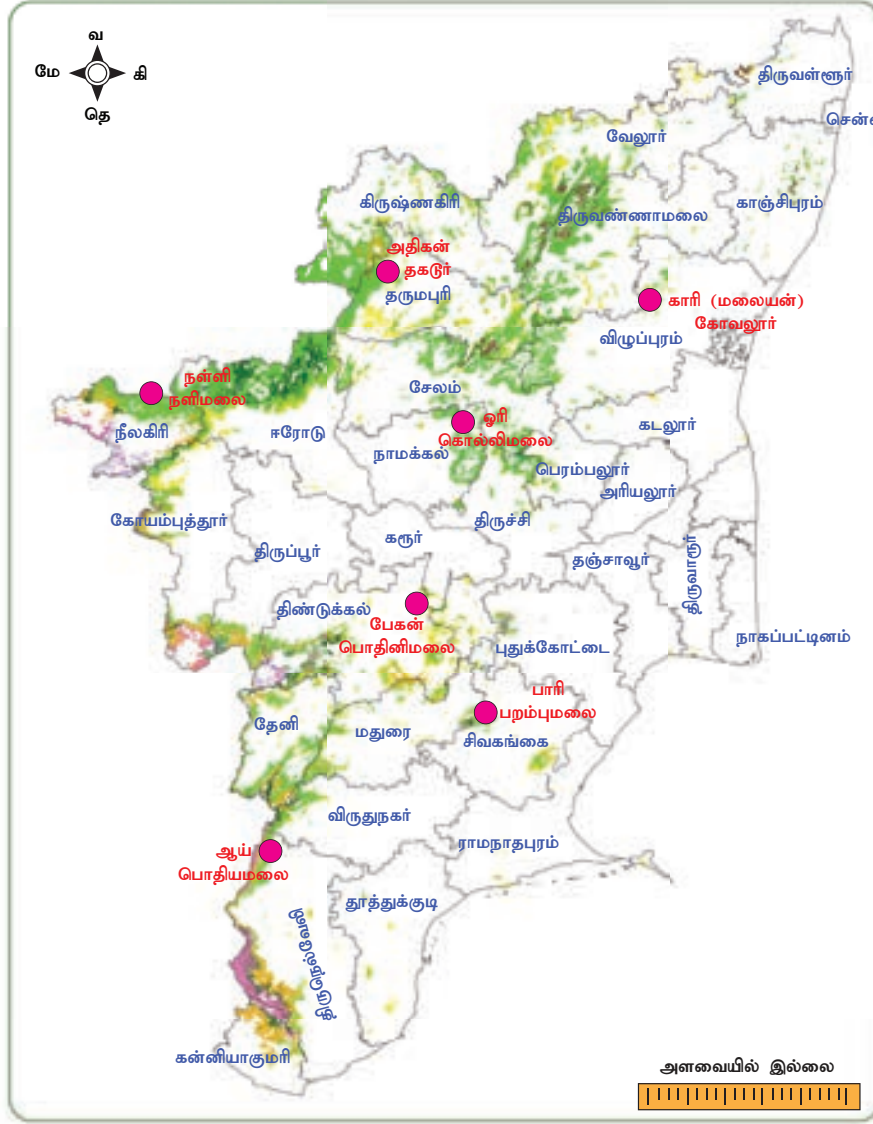 வ
மே
கி
தெ
திருவள்ளூர்
சென்
வேலூர்
காஞ்சிபுரம்
கிருஷ்ணகிரி
திருவண்ணாமலை
அதிகன்
தகடூர்
தருமபுரி
காரி (மலையன்)
கோவலூர்
விழுப்புரம்
நள்ளி
நளிமலை
நீலகிரி
ஈரோடு
சேலம்
ஓரி
கொல்லிமலை
நாமக்கல்
கடலூர்
பெரம்பலூர்
அரியலூர்
கோயம்புத்தூர்
திருப்பூர்
கரூர்
திருச்சி
தஞ்சாவூர்
திருவாரூர்
நாகப்பட்டினம்
திண்டுக்கல்
பேகன்
பொதினிமலை
புதுக்கோட்டை
பாரி
பறம்புமலை
தேனி
மதுரை
சிவகங்கை
விருதுநகர்
ராமநாதபுரம்
ஆய்
பொதியமலை
தூத்துக்குடி
திருநெல்வேலி
கன்னியாகுமரி
அளவையில் இல்லை